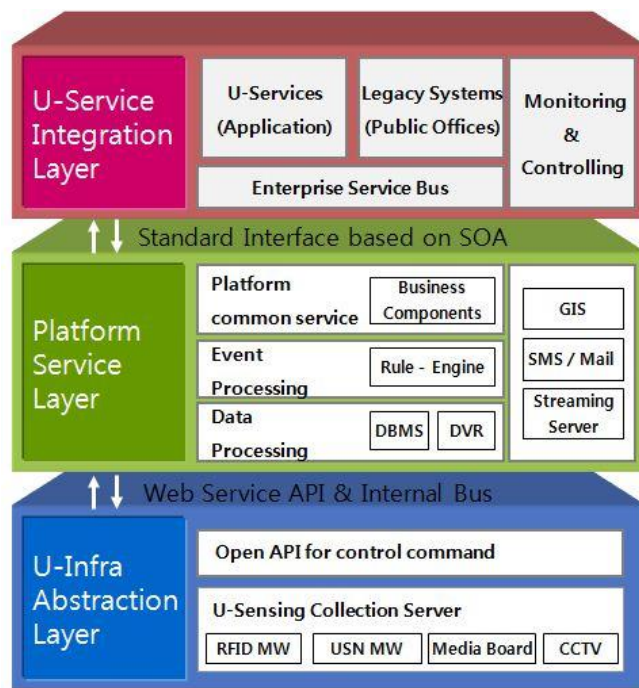 U-Service
Integration
Layer
U-Services
(Application)
Legacy Systems
(Public Offices)
Monitoring
&
Controlling
Enterprise Service Bus
Standard Interface based on SOA
Platform
Service
Layer
Platform
common service
Business
Components
Event
Processing
Rule - Engine
Data
Processing
DBMS
DVR
GIS
SMS / Mail
Streaming
Server
Web Service API & Internal Bus
U-Infra
Abstraction
Layer
Open API for control command
U-Sensing Collection Server
RFID MW
USN MW
Media Board
CCTV